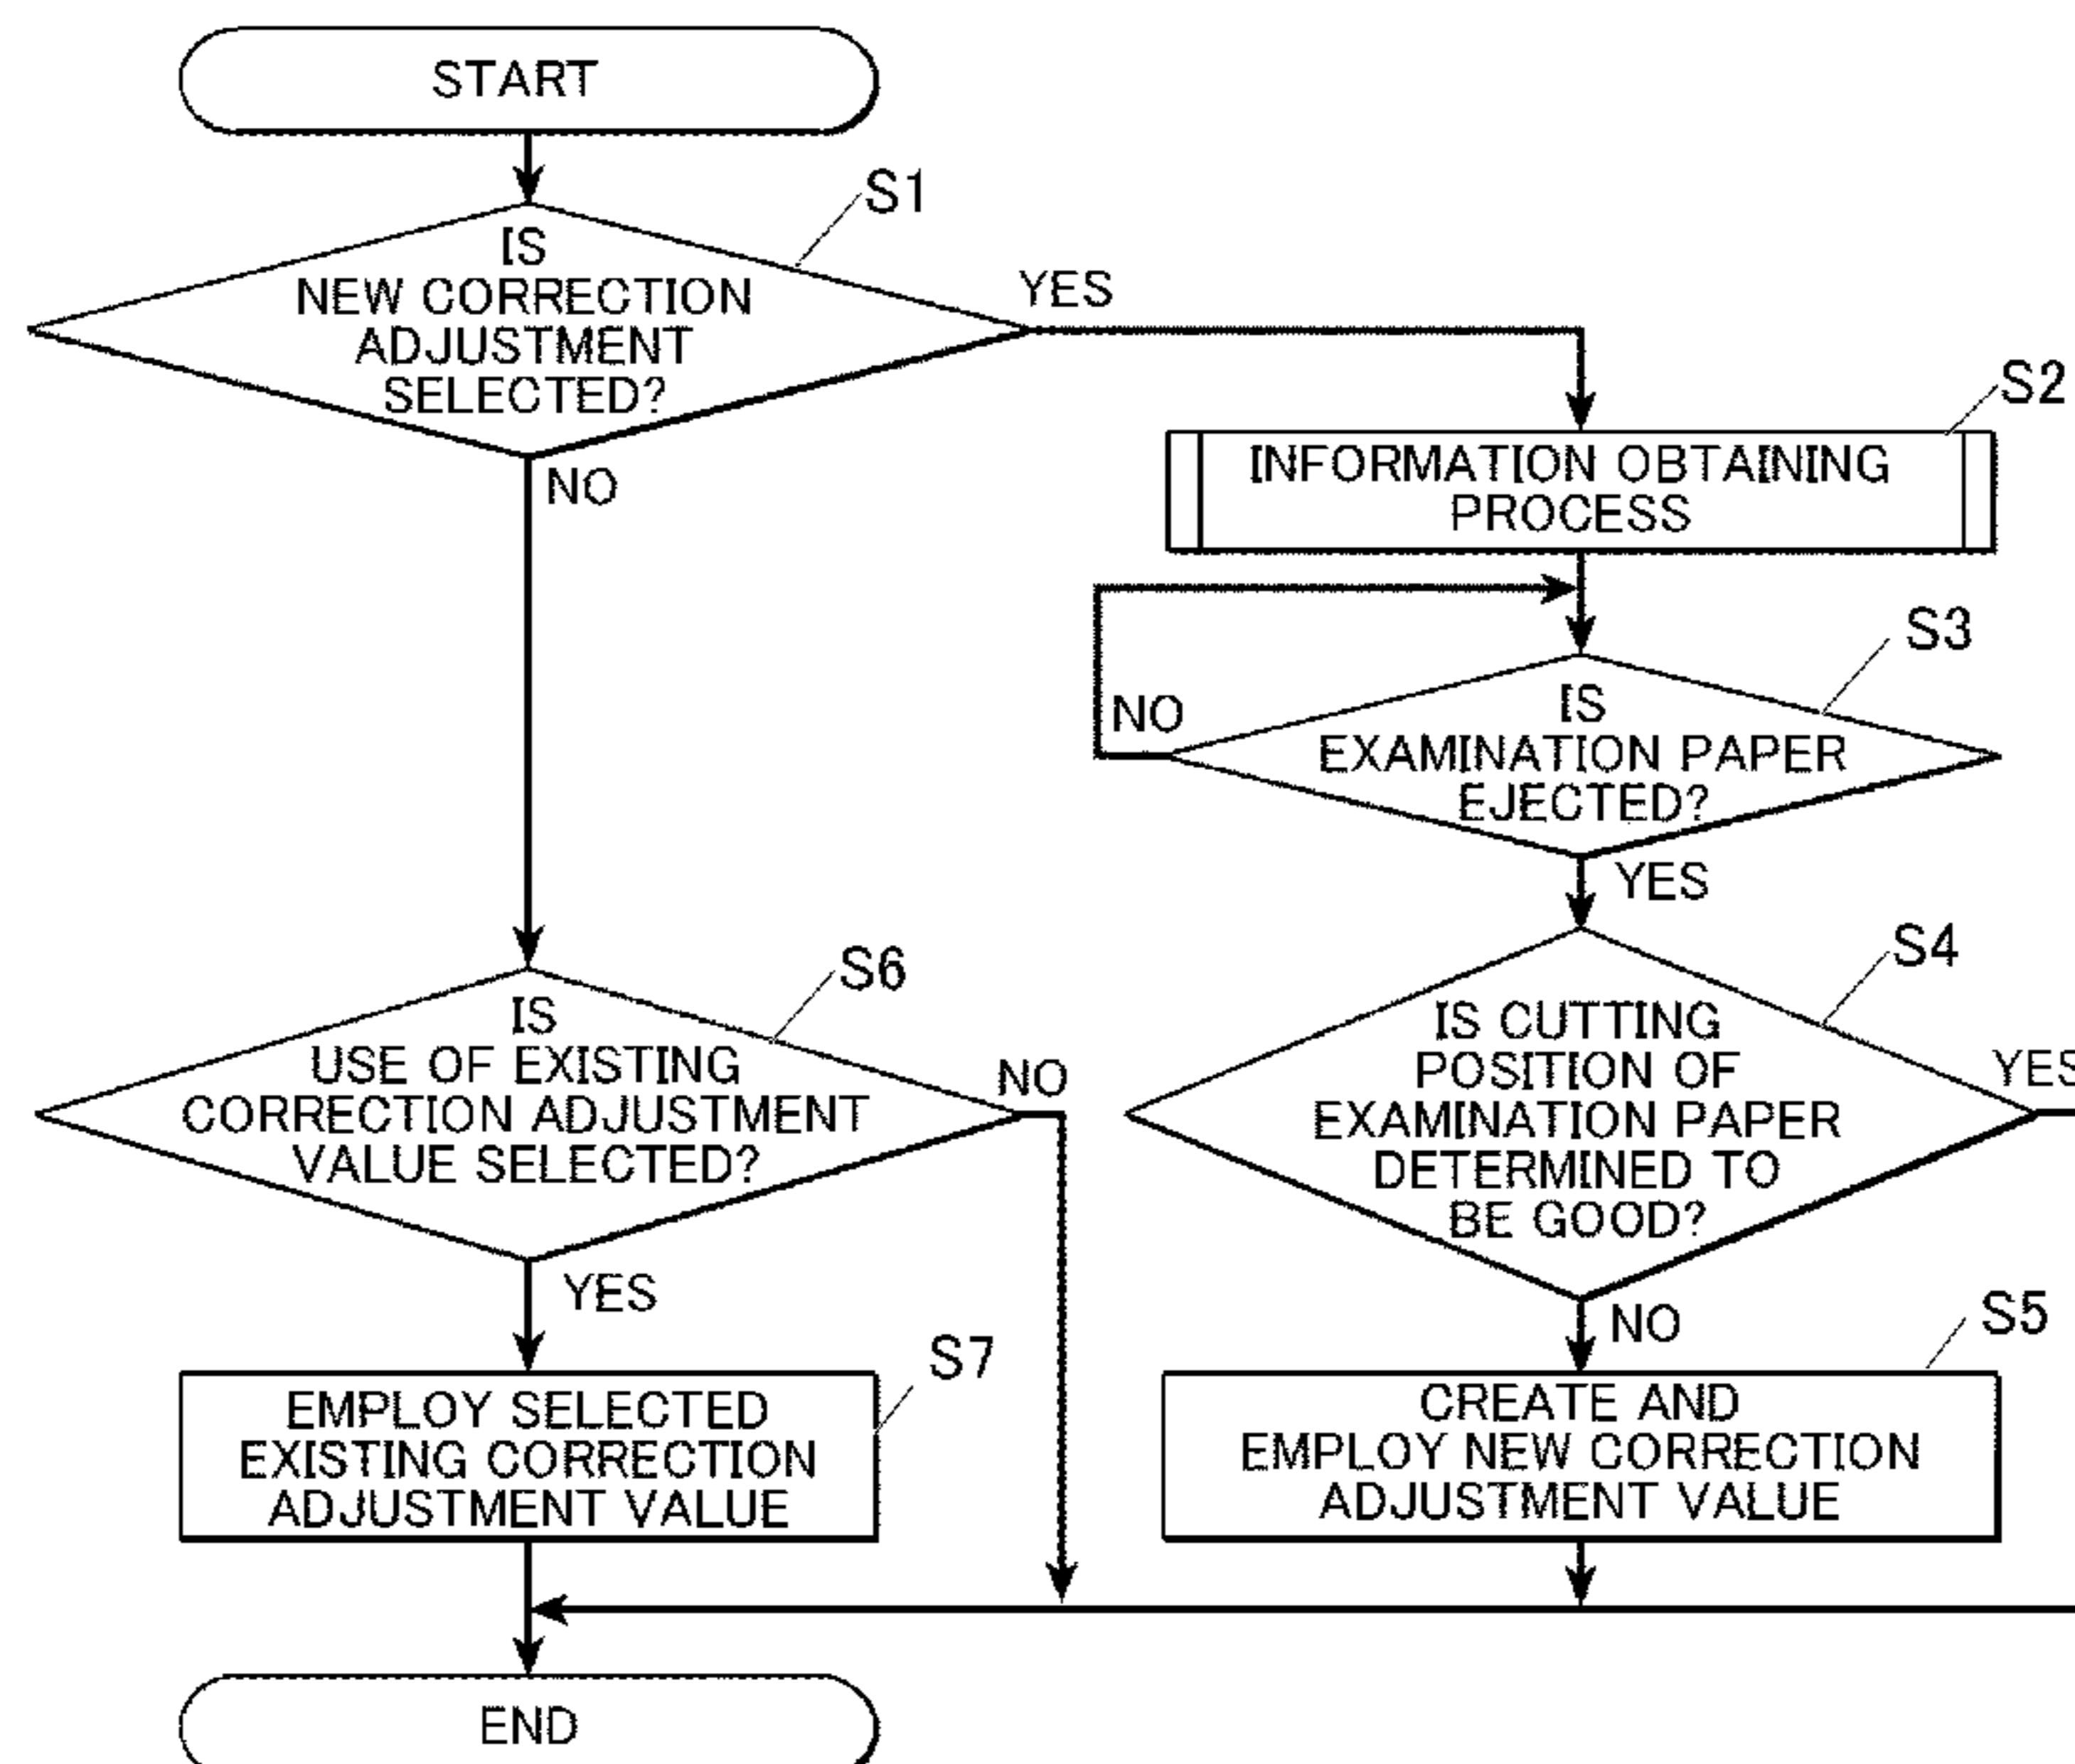 START
S1
IS
NEW CORRECTION
ADJUSTMENT
SELECTED?
YES
NO
S2
INFORMATION OBTAINING
PROCESS
S3
IS
EXAMINATION PAPER
EJECTED?
NO
YES
S4
IS CUTTING
POSITION OF
EXAMINATION PAPER
DETERMINED TO
BE GOOD?
YES
NO
S5
CREATE AND
EMPLOY NEW CORRECTION
ADJUSTMENT VALUE
S6
IS
USE OF EXISTING
CORRECTION ADJUSTMENT
VALUE SELECTED?
NO
YES
S7
EMPLOY SELECTED
EXISTING CORRECTION
ADJUSTMENT VALUE
END